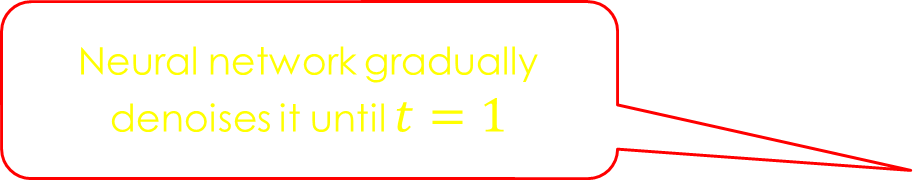 Neural network gradually
denoises it until t = 1